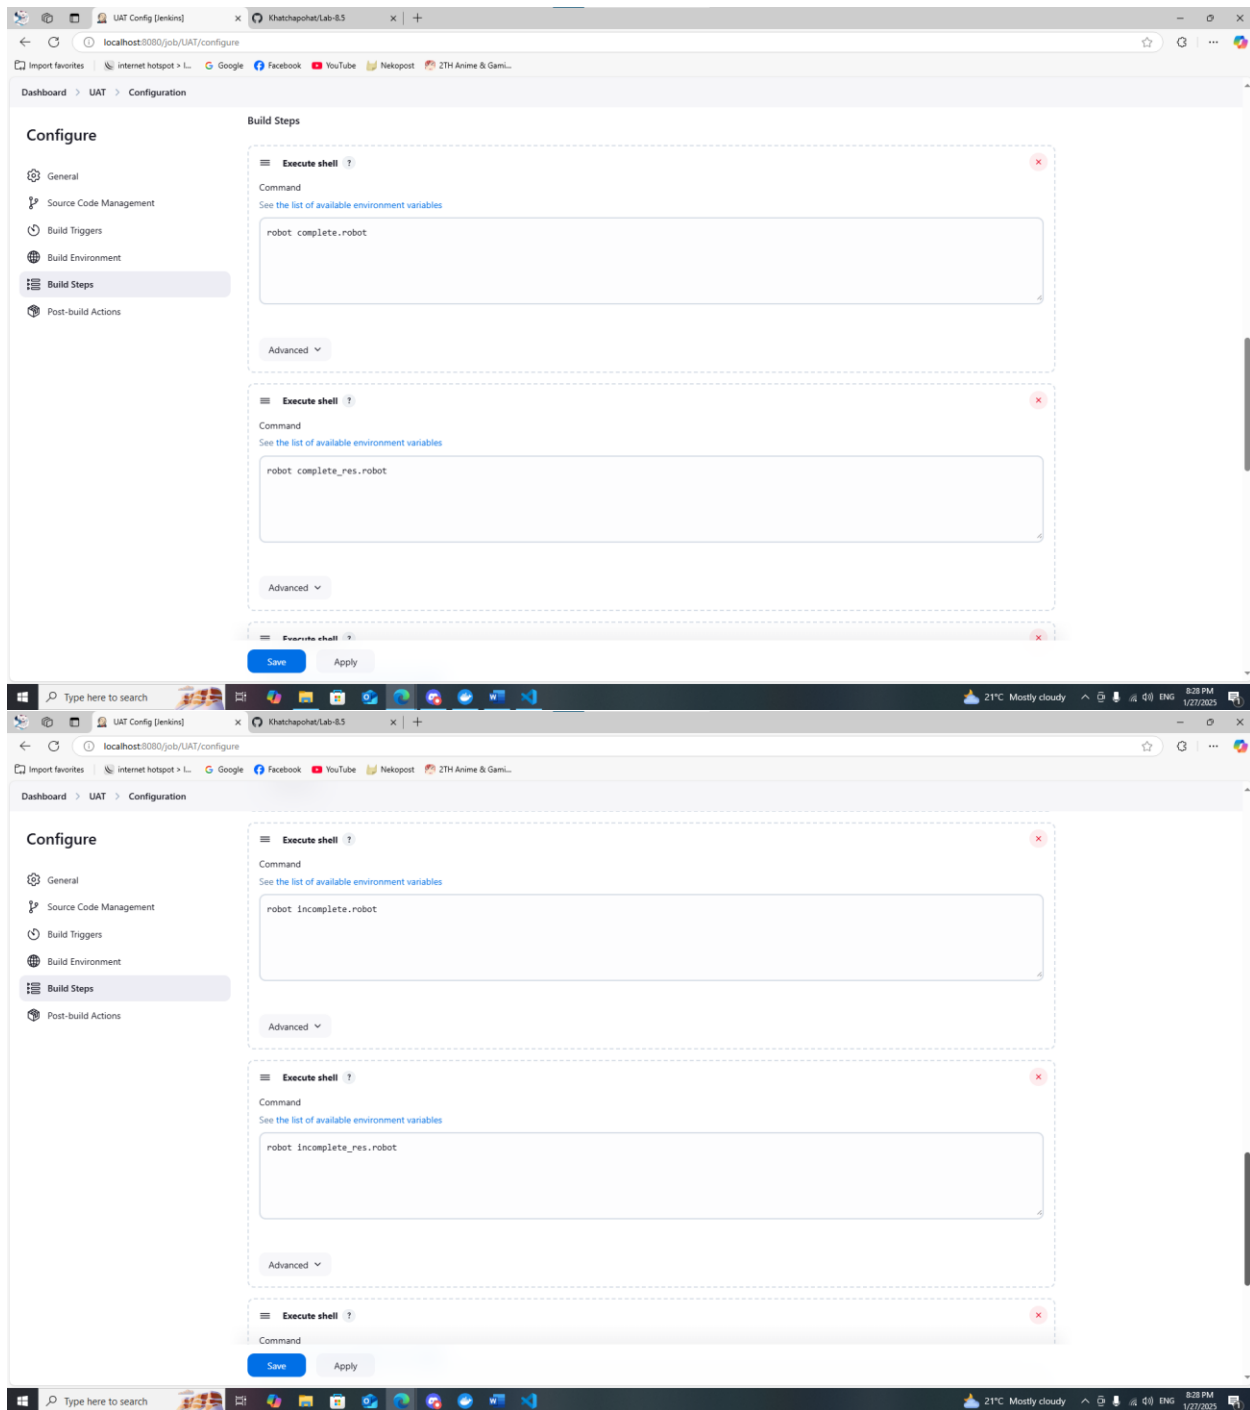 UAT Config [Jenkins]
Khatchapohat/Lab-8.5
localhost:8080/job/UAT/configure
Import favorites
internet hotspot > I...
Google
Facebook
YouTube
Nekopost
2TH Anime & Gami...
Dashboard > UAT > Configuration
Configure
General
Source Code Management
Build Triggers
Build Environment
Build Steps
Post-build Actions
Build Steps
Execute shell ?
Command
See the list of available environment variables
robot complete.robot
Advanced
Execute shell ?
Command
See the list of available environment variables
robot complete_res.robot
Advanced
Execute shell ?
Save
Apply
Type here to search
21°C Mostly cloudy
ENG
8:28 PM
1/27/2025
UAT Config [Jenkins]
Khatchapohat/Lab-8.5
localhost:8080/job/UAT/configure
Import favorites
internet hotspot > I...
Google
Facebook
YouTube
Nekopost
2TH Anime & Gami...
Dashboard > UAT > Configuration
Configure
General
Source Code Management
Build Triggers
Build Environment
Build Steps
Post-build Actions
Execute shell ?
Command
See the list of available environment variables
robot incomplete.robot
Advanced
Execute shell ?
Command
See the list of available environment variables
robot incomplete_res.robot
Advanced
Execute shell ?
Command
Save
Apply
Type here to search
21°C Mostly cloudy
ENG
8:28 PM
1/27/2025